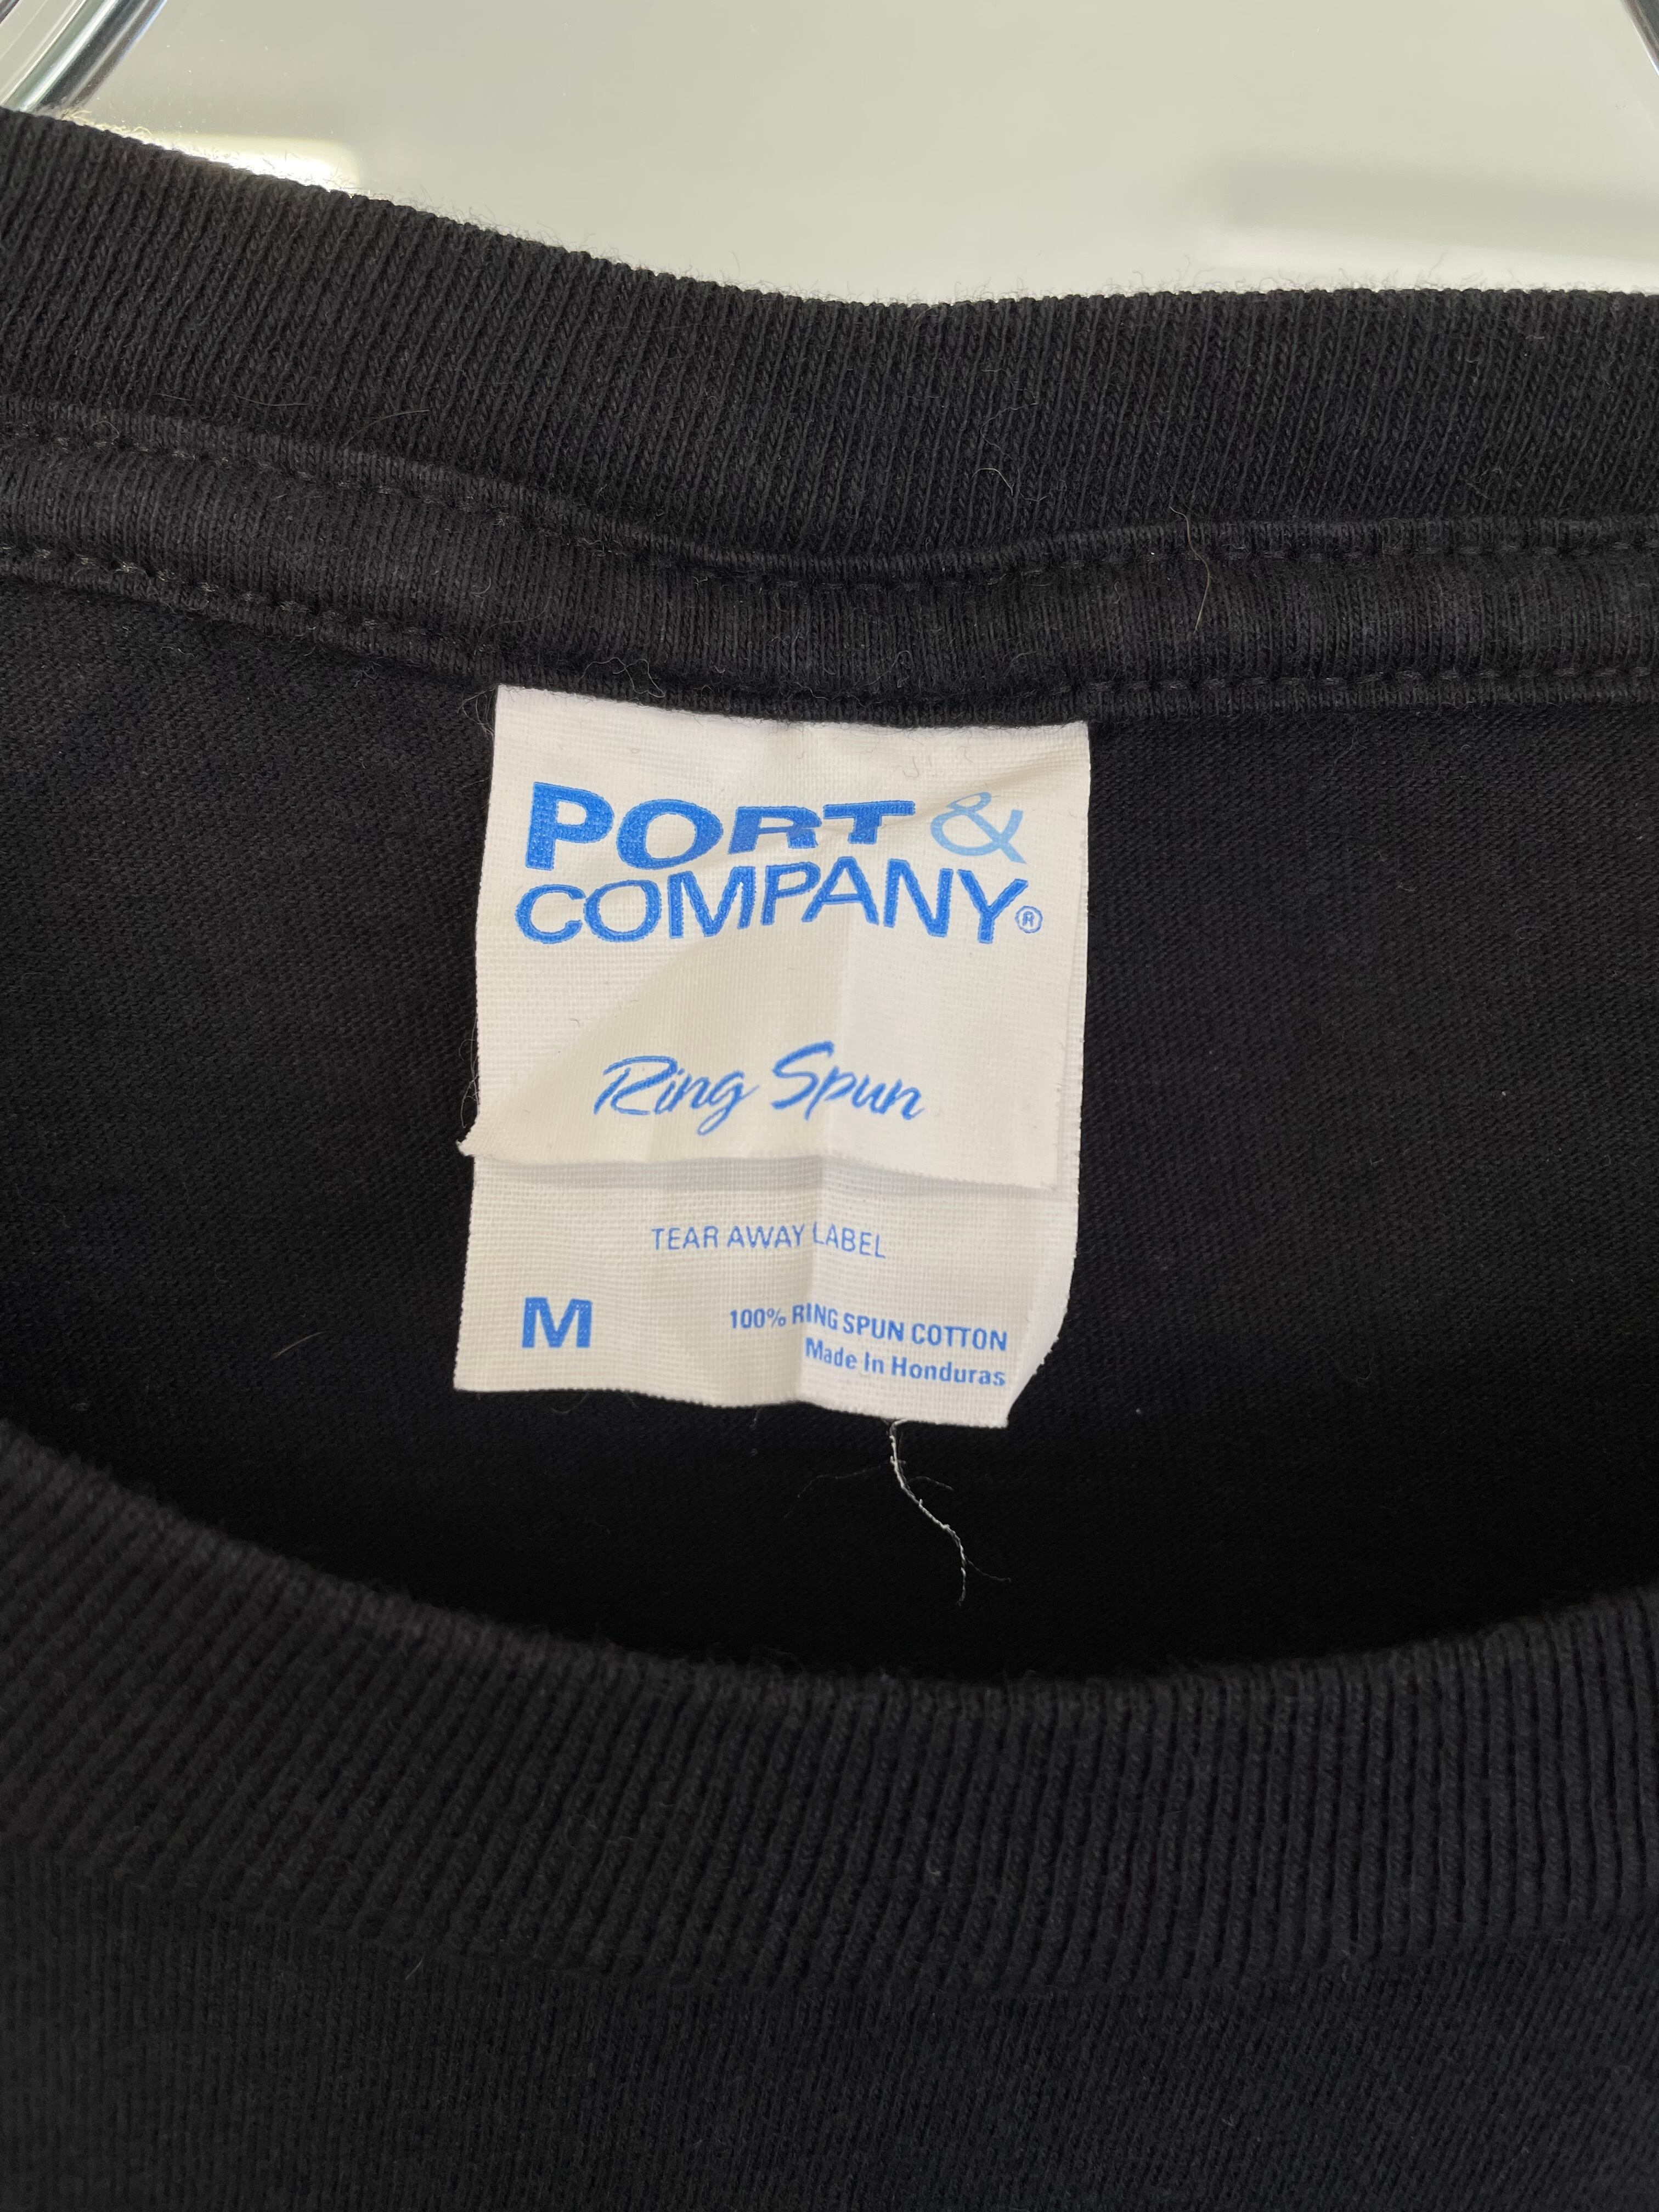 PORT &
COMPANY®
Ring Spun
TEAR AWAY LABEL
M
100% RING SPUN COTTON
Made In Honduras